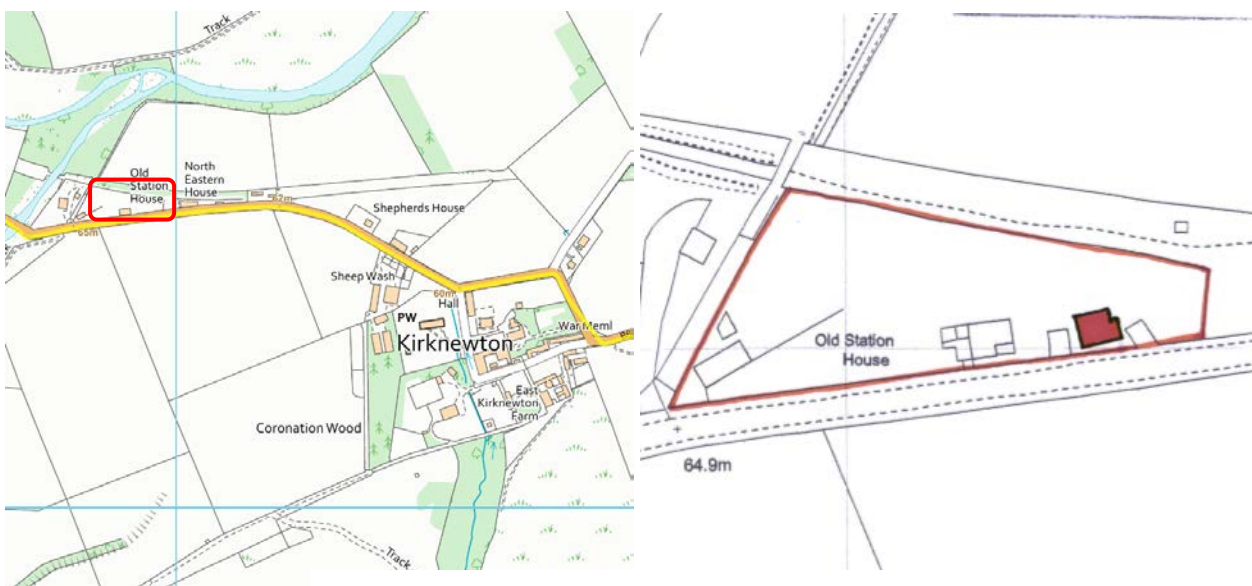 Track
Old
Station
House
North
Eastern
House
62m
65m
Shepherds House
Sheep Wash
60m
Hall
PW
War Meml
Kirknewton
East
Kirknewton
Farm
Coronation Wood
Track
Old Station
House
64.9m